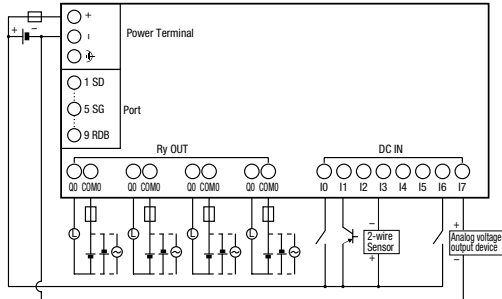 +
Power Terminal
+ −
−
1 SD
5 SG
Port
9 RDB
Ry OUT
DC IN
Q0 COM0 Q0 COM0 Q0 COM0 Q0 COM0 I0 I1 I2 I3 I4 I5 I6 I7
L L L L
−
2-wire
Sensor
+
+
Analog voltage
output device
−